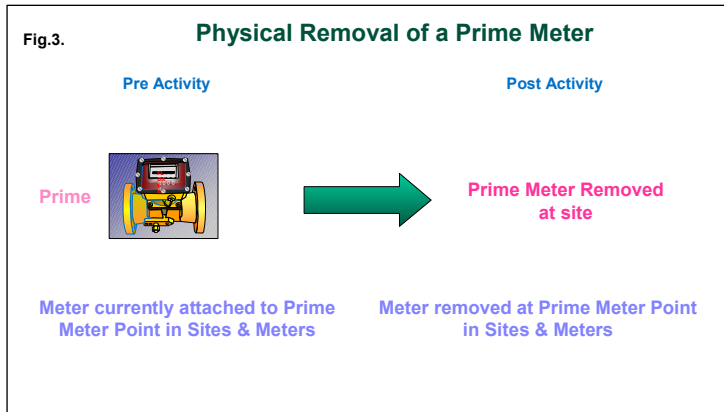 Fig.3.
Physical Removal of a Prime Meter
Pre Activity
Post Activity
Prime
Prime Meter Removed
at site
Meter currently attached to Prime
Meter Point in Sites & Meters
Meter removed at Prime Meter Point
in Sites & Meters